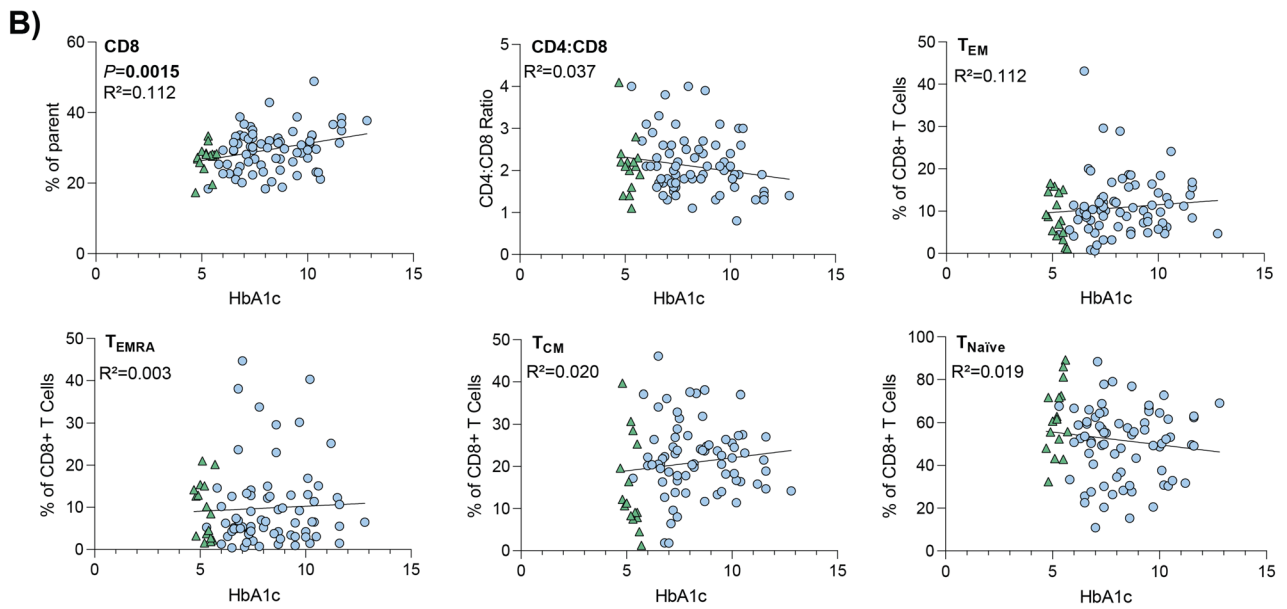 B)
CD8
P=0.0015
R²=0.112
% of parent
60
40
20
0
0 5 10 15
HbA1c
CD4:CD8
R²=0.037
CD4:CD8 Ratio
5
4
3
2
1
0
0 5 10 15
HbA1c
TEM
R²=0.112
% of CD8+ T Cells
50
40
30
20
10
0
0 5 10 15
HbA1c
TEMRA
R²=0.003
% of CD8+ T Cells
50
40
30
20
10
0
0 5 10 15
HbA1c
TCM
R²=0.020
% of CD8+ T Cells
50
40
30
20
10
0
0 5 10 15
HbA1c
TNaïve
R²=0.019
% of CD8+ T Cells
100
80
60
40
20
0
0 5 10 15
HbA1c